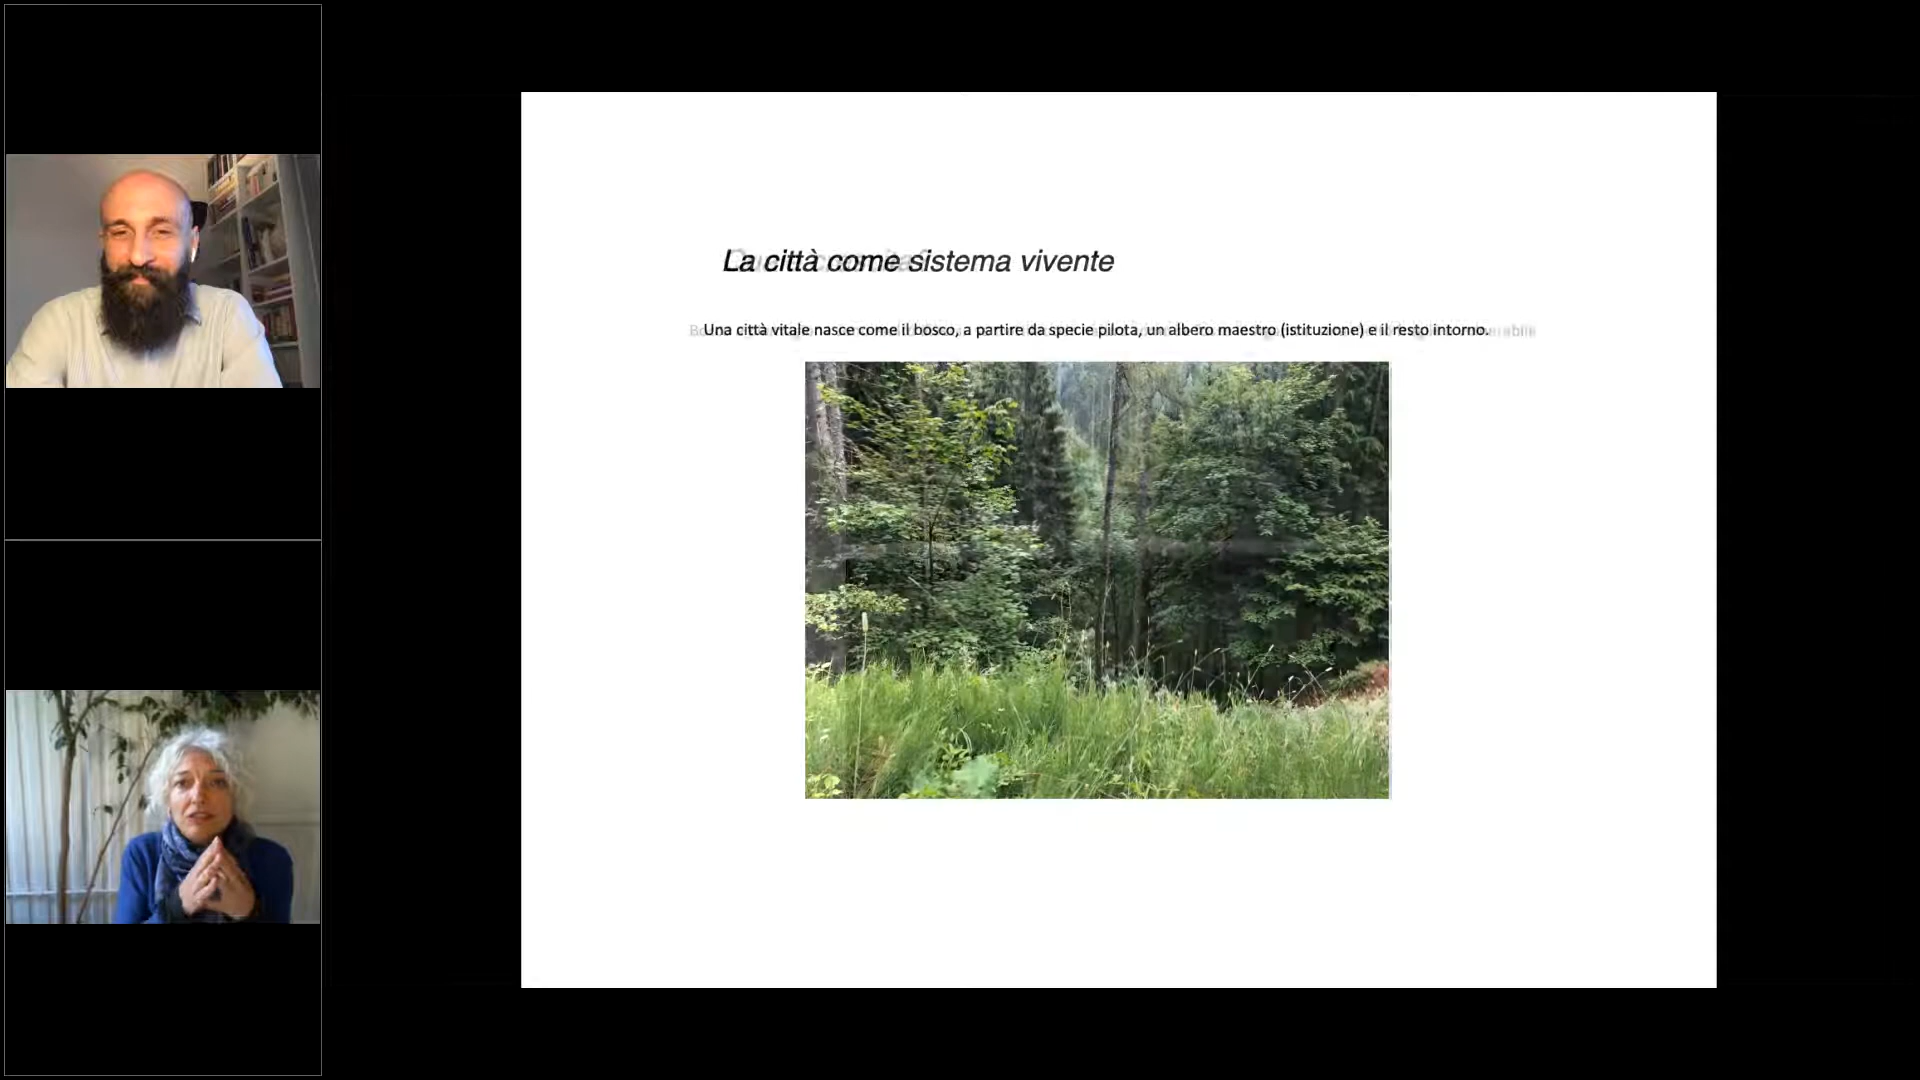 La città come sistema vivente
Una città vitale nasce come il bosco, a partire da specie pilota, un albero maestro (istituzione) e il resto intorno.